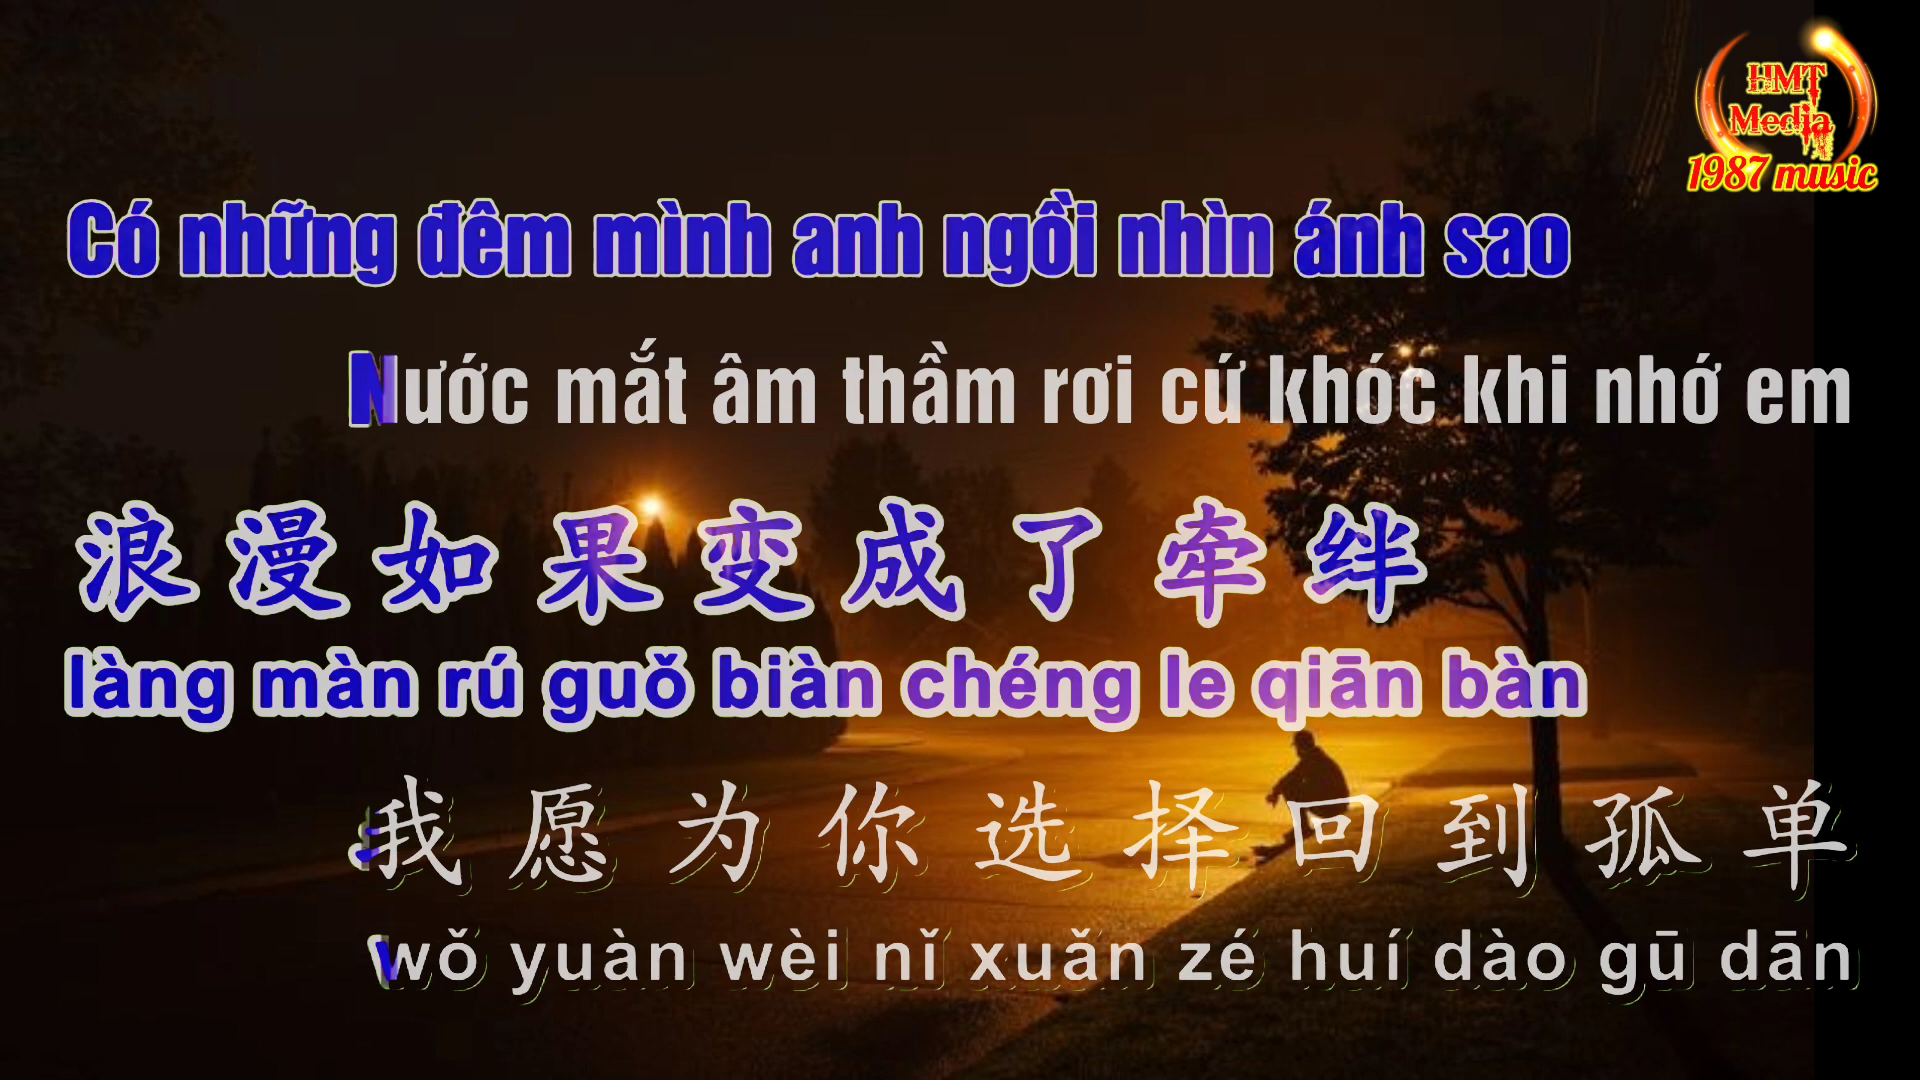 HMT
Media
1987 music
Có những đêm mình anh ngồi nhìn ánh sao
Nước mắt âm thầm rơi cứ khóc khi nhớ em
浪漫如果变成了牵绊
làng màn rú guǒ biàn chéng le qiān bàn
我愿为你选择回到孤单
wǒ yuàn wèi nǐ xuǎn zé huí dào gū dān